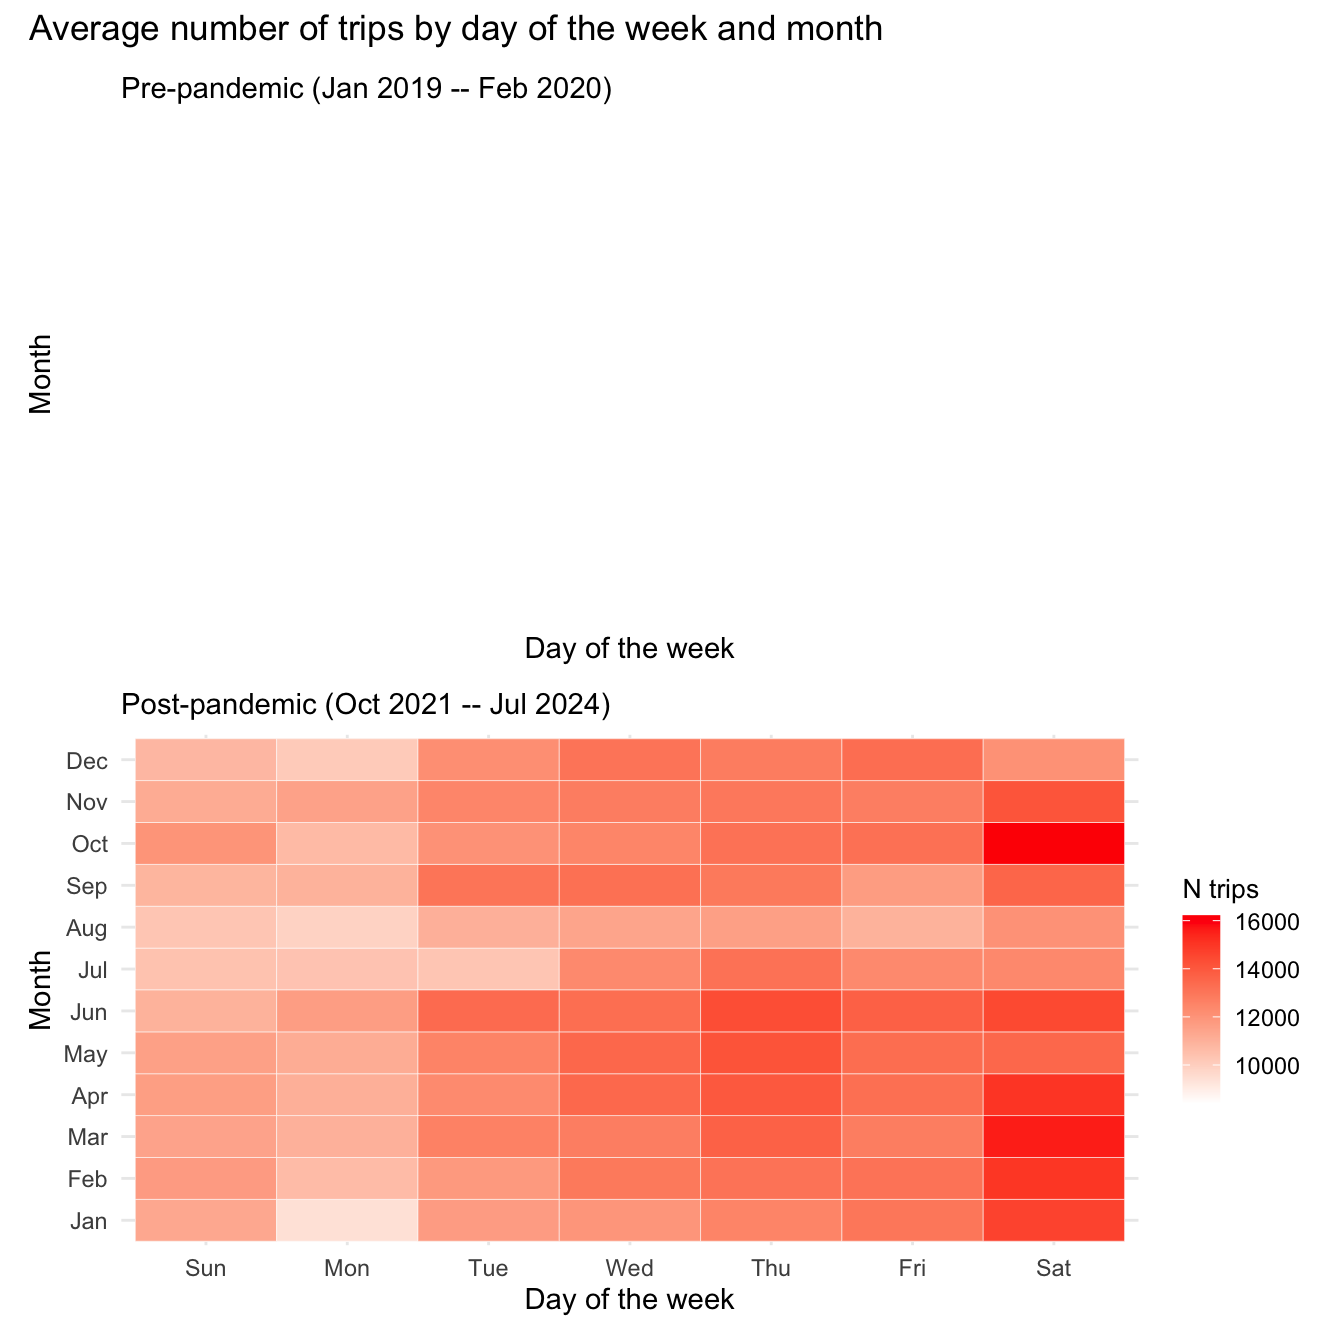 Average number of trips by day of the week and month
Pre-pandemic (Jan 2019 -- Feb 2020)
Month
Day of the week
Post-pandemic (Oct 2021 -- Jul 2024)
Month
Dec
Nov
Oct
Sep
Aug
Jul
Jun
May
Apr
Mar
Feb
Jan
Sun Mon Tue Wed Thu Fri Sat
Day of the week
N trips
16000
14000
12000
10000